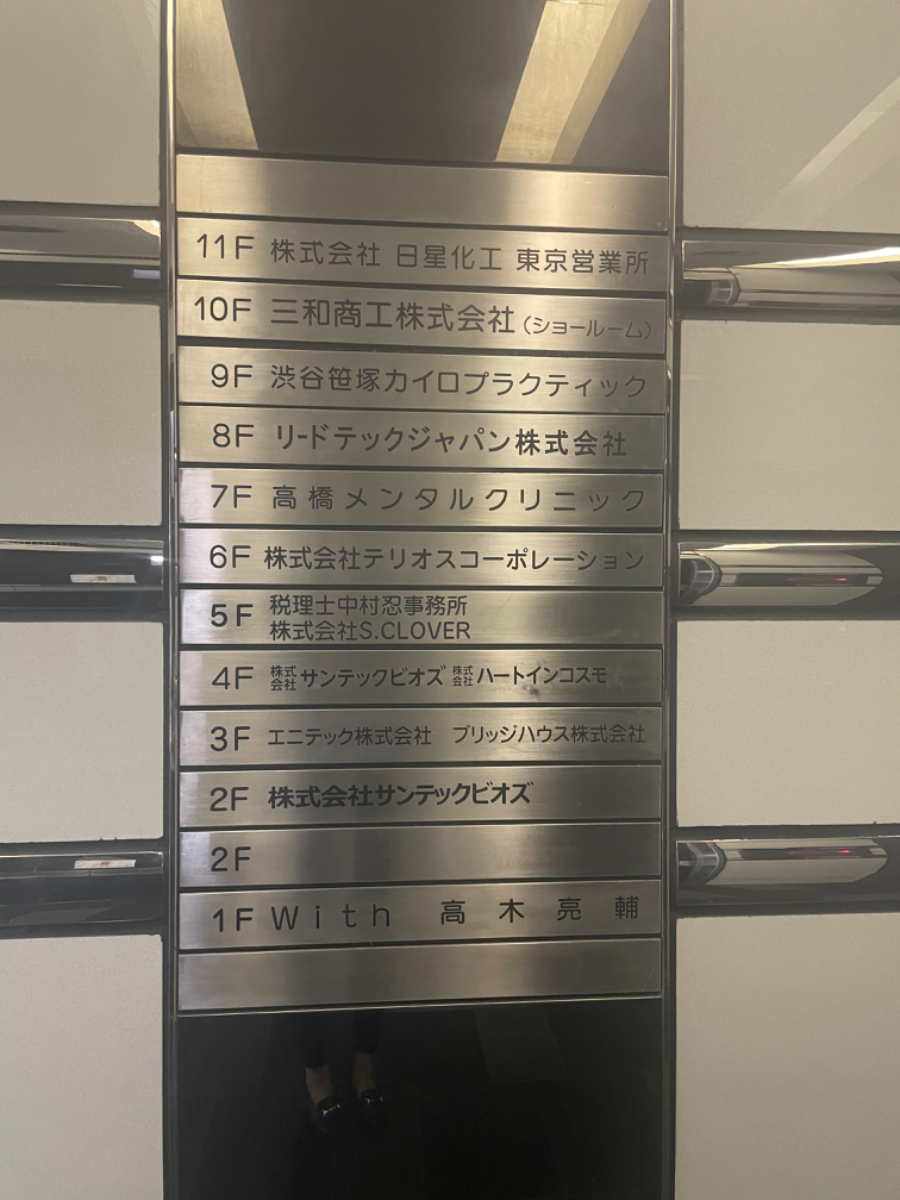 11F 株式会社 日星化工 東京営業所
10F 三和商工株式会社(ショールーム)
9F 渋谷笹塚カイロプラクティック
8F リードテックジャパン株式会社
7F 高橋メンタルクリニック
6F 株式会社テリオスコーポレーション
5F 税理士中村忍事務所
株式会社S.CLOVER
4F 株式会社サンテックビオズ 株式会社ハートインコスモ
3F エニテック株式会社 ブリッジハウス株式会社
2F 株式会社サンテックビオズ
2F
1F With 高木亮輔